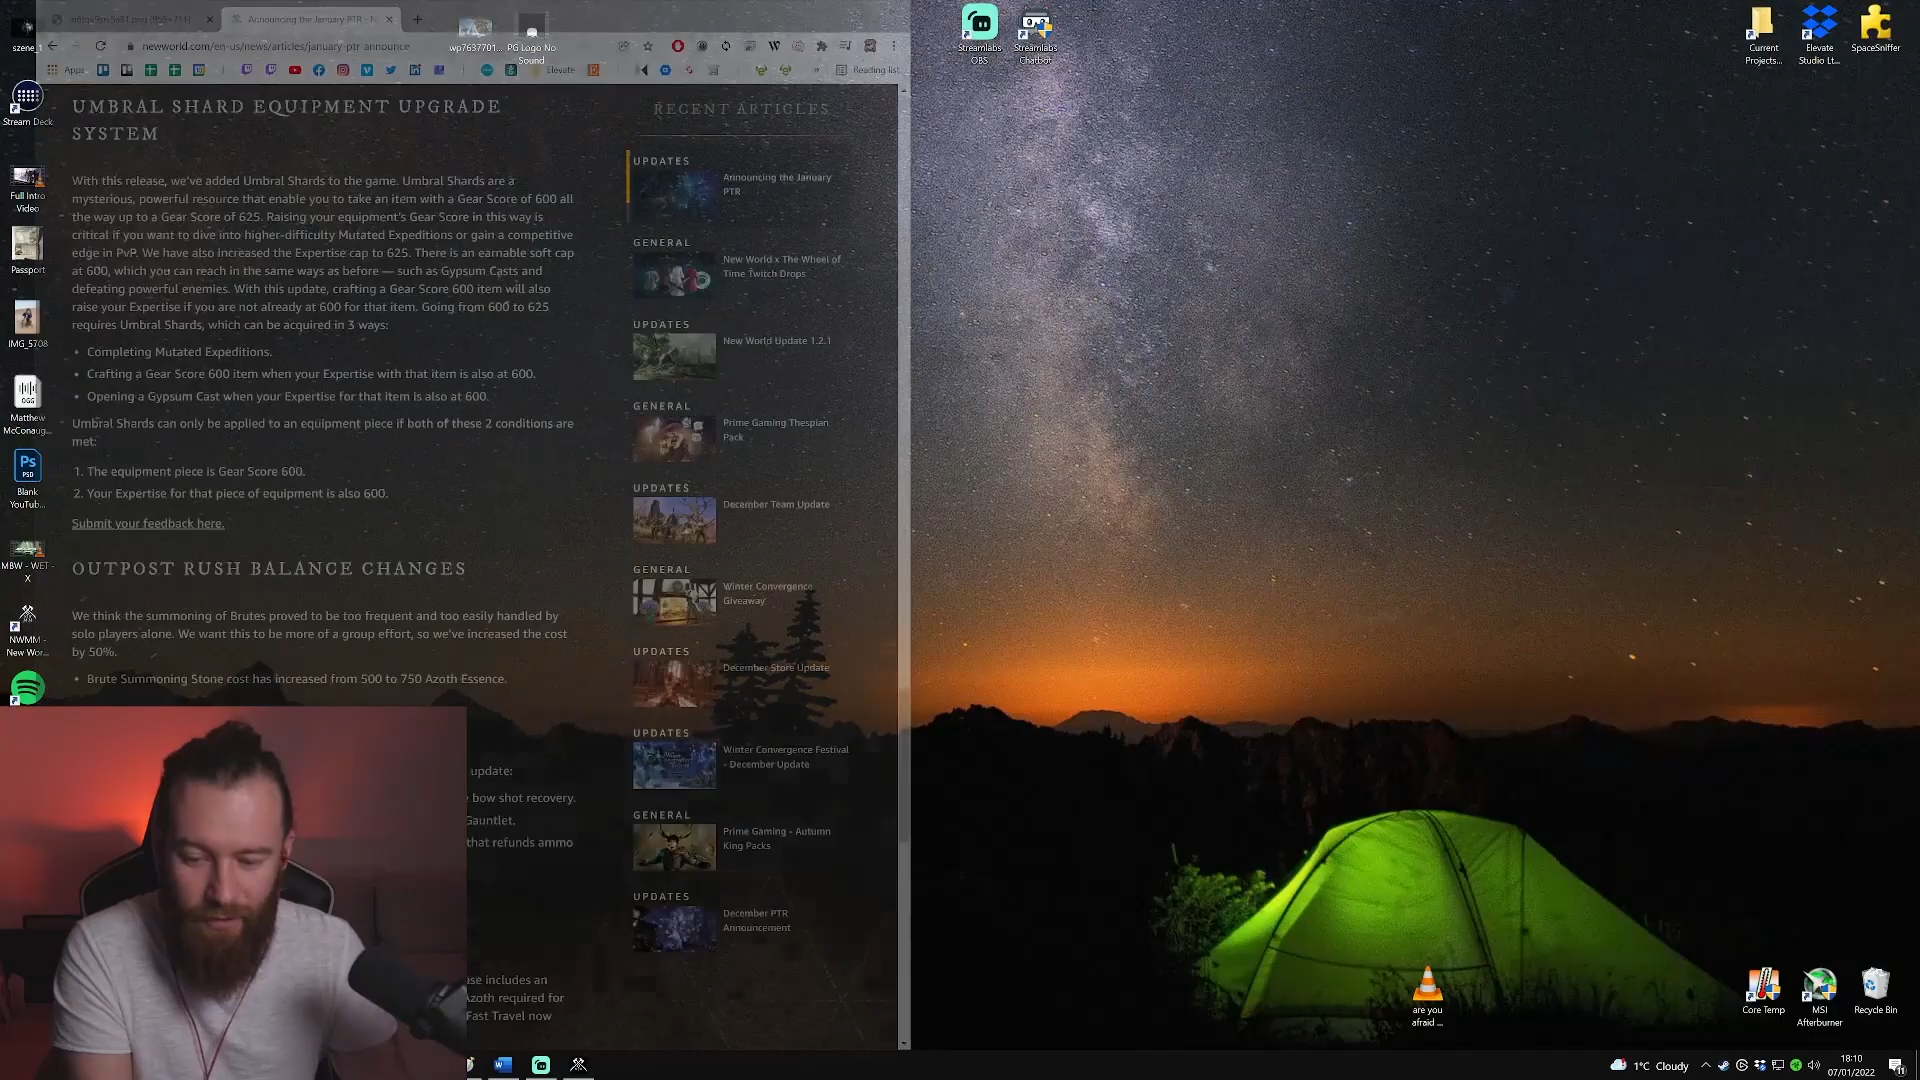 Announcing the January PTR - N
newworld.com/en-us/news/articles/january-ptr-announce
Apps
Elevate
Reading list
szene_1
Stream Deck
Full Intro
Video
Passport
IMG_5708
Matthew
McConaug...
Blank
YouTub...
MBW - WET -
X
NWMM -
New Wor...
wp7637701...
PG Logo No
Sound
UMBRAL SHARD EQUIPMENT UPGRADE
SYSTEM
With this release, we've added Umbral Shards to the game. Umbral Shards are a
mysterious, powerful resource that enable you to take an item with a Gear Score of 600 all
the way up to a Gear Score of 625. Raising your equipment's Gear Score in this way is
critical if you want to dive into higher-difficulty Mutated Expeditions or gain a competitive
edge in PvP. We have also increased the Expertise cap to 625. There is an earnable soft cap
at 600, which you can reach in the same ways as before — such as Gypsum Casts and
defeating powerful enemies. With this update, crafting a Gear Score 600 item will also
raise your Expertise if you are not already at 600 for that item. Going from 600 to 625
requires Umbral Shards, which can be acquired in 3 ways:
• Completing Mutated Expeditions.
• Crafting a Gear Score 600 item when your Expertise with that item is also at 600.
• Opening a Gypsum Cast when your Expertise for that item is also at 600.
Umbral Shards can only be applied to an equipment piece if both of these 2 conditions are
met:
1. The equipment piece is Gear Score 600.
2. Your Expertise for that piece of equipment is also 600.
Submit your feedback here.
OUTPOST RUSH BALANCE CHANGES
We think the summoning of Brutes proved to be too frequent and too easily handled by
solo players alone. We want this to be more of a group effort, so we've increased the cost
by 50%.
• Brute Summoning Stone cost has increased from 500 to 750 Azoth Essence.
update:
bow shot recovery.
Gauntlet.
that refunds ammo
ase includes an
Azoth required for
Fast Travel now
RECENT ARTICLES
UPDATES
Announcing the January
PTR
GENERAL
New World x The Wheel of
Time Twitch Drops
UPDATES
New World Update 1.2.1
GENERAL
Prime Gaming Thespian
Pack
UPDATES
December Team Update
GENERAL
Winter Convergence
Giveaway
UPDATES
December Store Update
UPDATES
Winter Convergence Festival
- December Update
GENERAL
Prime Gaming - Autumn
King Packs
UPDATES
December PTR
Announcement
Streamlabs
OBS
Streamlabs
Chatbot
Current
Projects...
Elevate
Studio Lt...
SpaceSniffer
are you
afraid ...
Core Temp
MSI
Afterburner
Recycle Bin
1°C Cloudy
18:10
07/01/2022